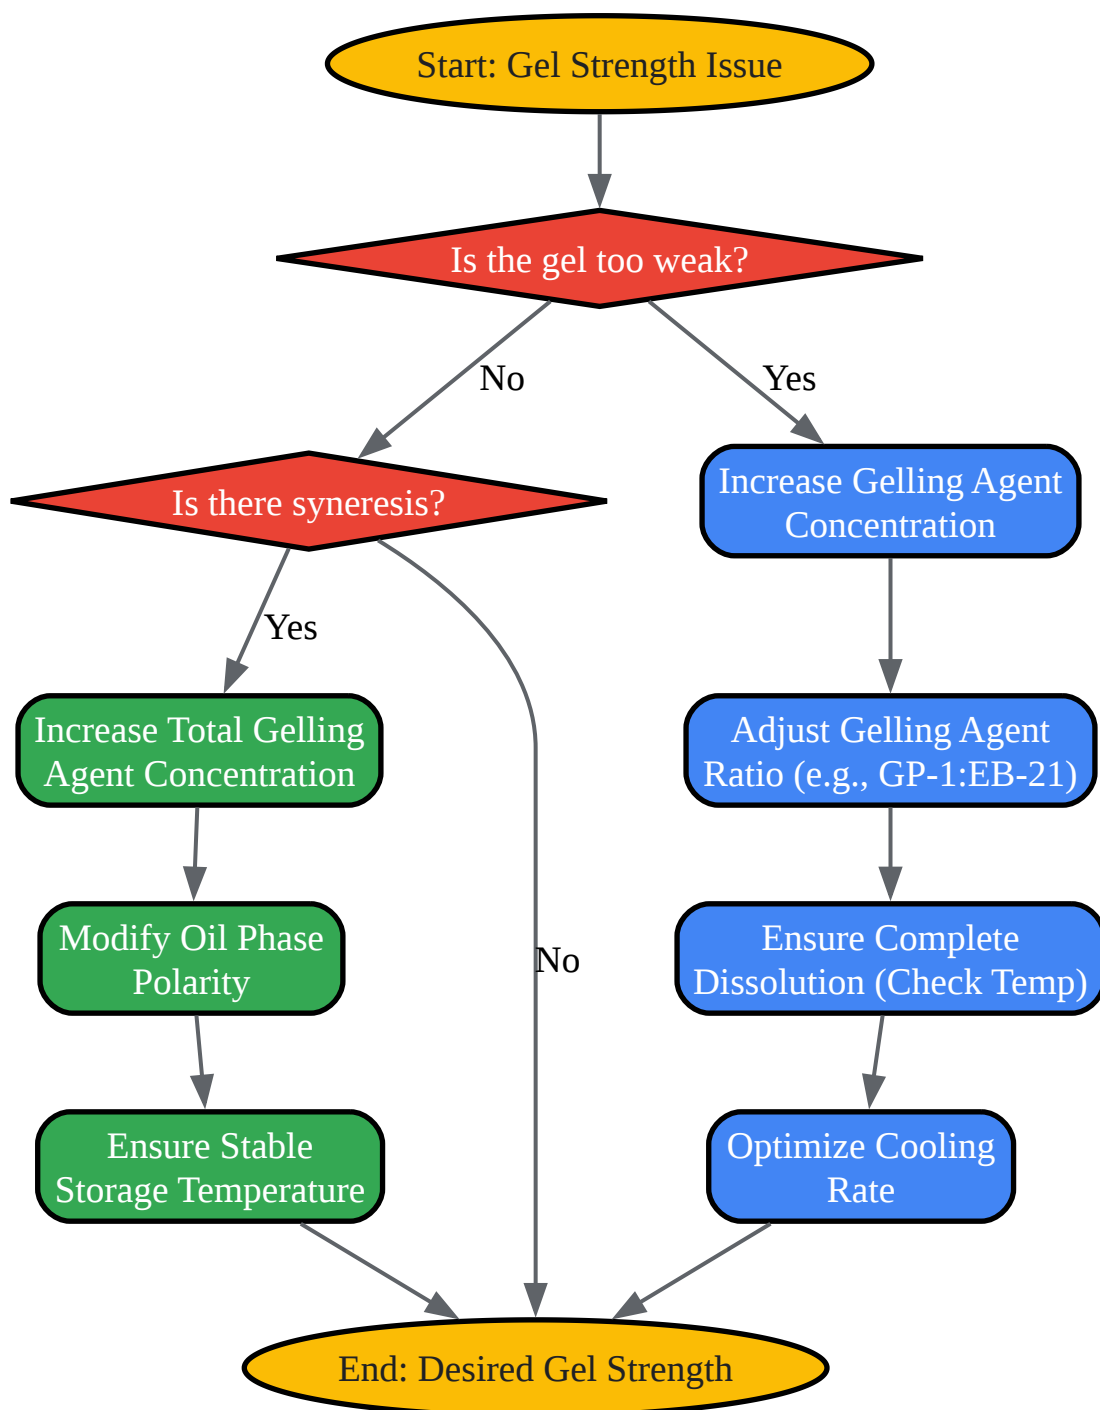 Start: Gel Strength Issue
Is the gel too weak?
No
Yes
Is there syneresis?
Increase Gelling Agent
Concentration
Yes
Increase Total Gelling
Agent Concentration
Adjust Gelling Agent
Ratio (e.g., GP-1:EB-21)
Modify Oil Phase
Polarity
No
Ensure Complete
Dissolution (Check Temp)
Ensure Stable
Storage Temperature
Optimize Cooling
Rate
End: Desired Gel Strength